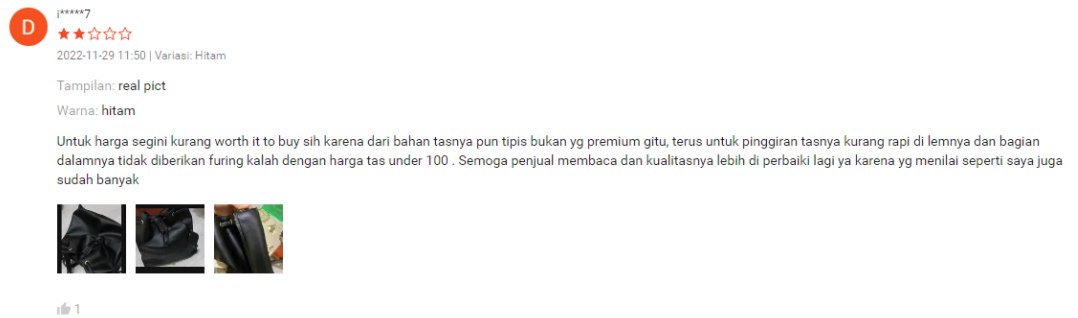 D
i*****7
2022-11-29 11:50 | Variasi: Hitam
Tampilan: real pict
Warna: hitam
Untuk harga segini kurang worth it to buy sih karena dari bahan tasnya pun tipis bukan yg premium gitu, terus untuk pinggiran tasnya kurang rapi di lemnya dan bagian
dalamnya tidak diberikan furing kalah dengan harga tas under 100 . Semoga penjual membaca dan kualitasnya lebih di perbaiki lagi ya karena yg menilai seperti saya juga
sudah banyak
1